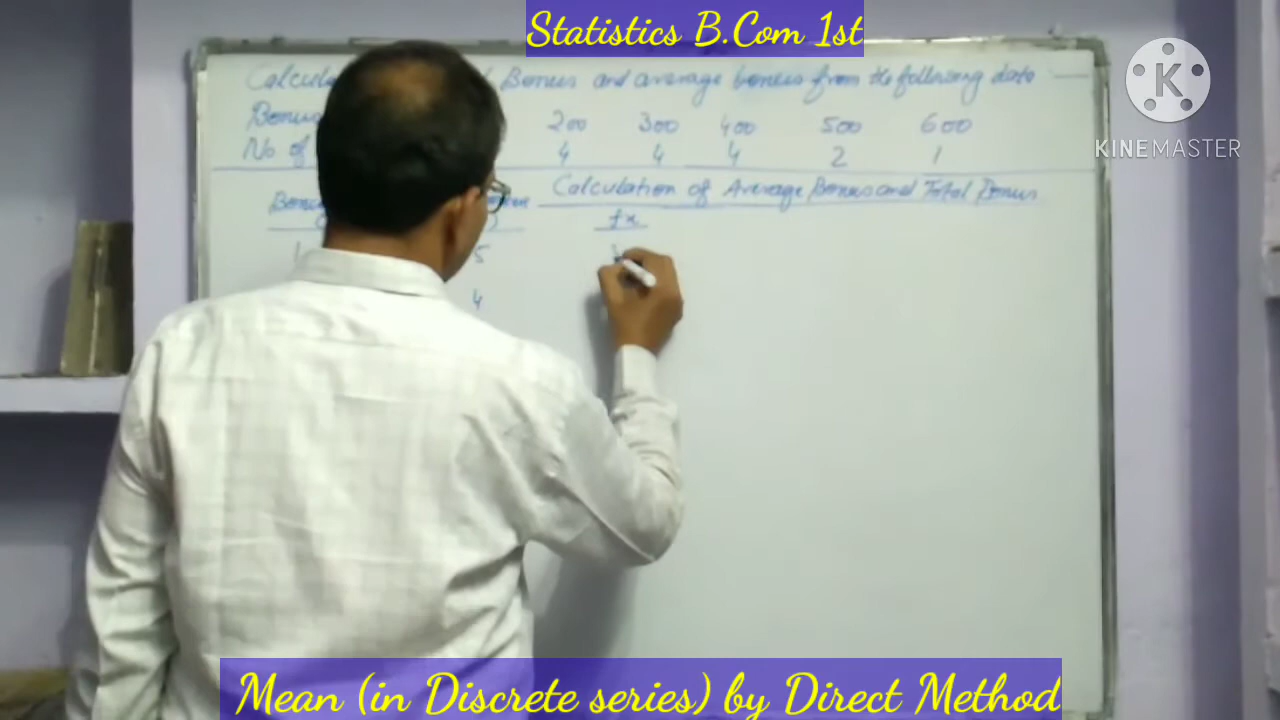 Statistics B.Com 1st
Bonus and average bonus from the following data
KINEMASTER
200 300 400 500 600
No of 4 4 4 2 1
Calculation of Average Bonus and Total Bonus
fx
5
4
Mean (in Discrete series) by Direct Method